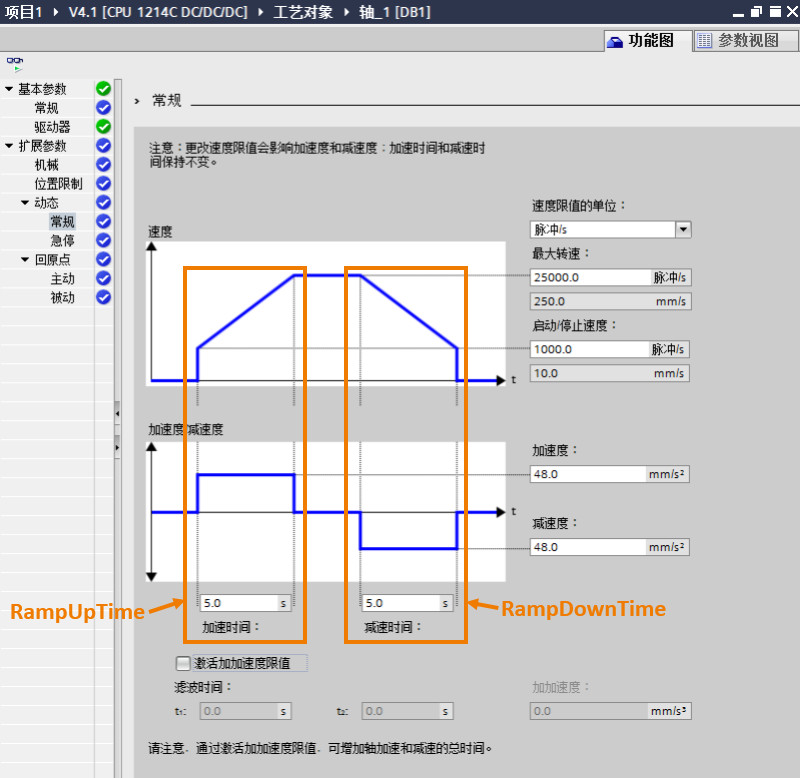 项目1 ▸ V4.1 [CPU 1214C DC/DC/DC] ▸ 工艺对象 ▸ 轴_1 [DB1]
功能图 参数视图
基本参数
常规
驱动器
扩展参数
机械
位置限制
动态
常规
急停
回原点
主动
被动
常规
注意：更改速度限值会影响加速度和减速度：加速时间和减速时
间保持不变。
速度限值的单位：
脉冲/s
速度
最大转速：
25000.0 脉冲/s
250.0 mm/s
启动/停止速度：
1000.0 脉冲/s
10.0 mm/s
t
加速度/减速度
加速度：
48.0 mm/s²
t
减速度：
48.0 mm/s²
RampUpTime
5.0 s
5.0 s
RampDownTime
加速时间：
减速时间：
激活加加速度限值
滤波时间：
加加速度：
t₁: 0.0 s
t₂: 0.0 s
0.0 mm/s³
请注意，通过激活加加速度限值，可增加轴加速和减速的总时间。